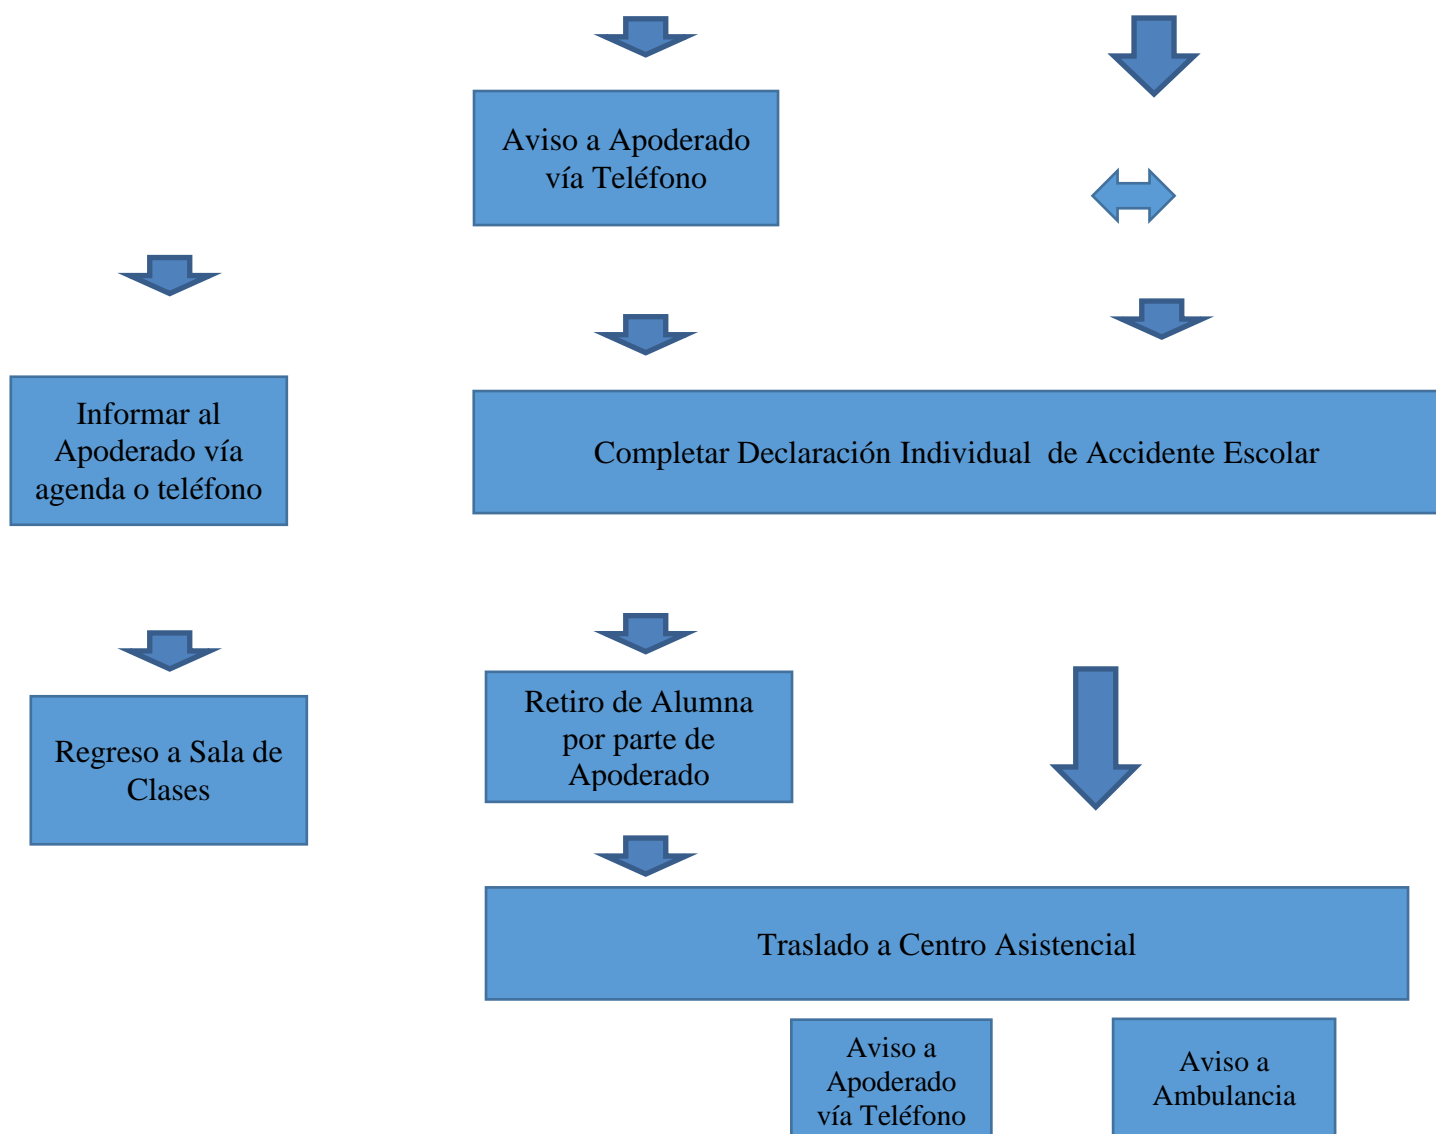 Aviso a Apoderado
vía Teléfono
Informar al
Apoderado vía
agenda o teléfono
Completar Declaración Individual  de Accidente Escolar
Regreso a Sala de
Clases
Retiro de Alumna
por parte de
Apoderado
Traslado a Centro Asistencial
Aviso a
Apoderado
vía Teléfono
Aviso a
Ambulancia